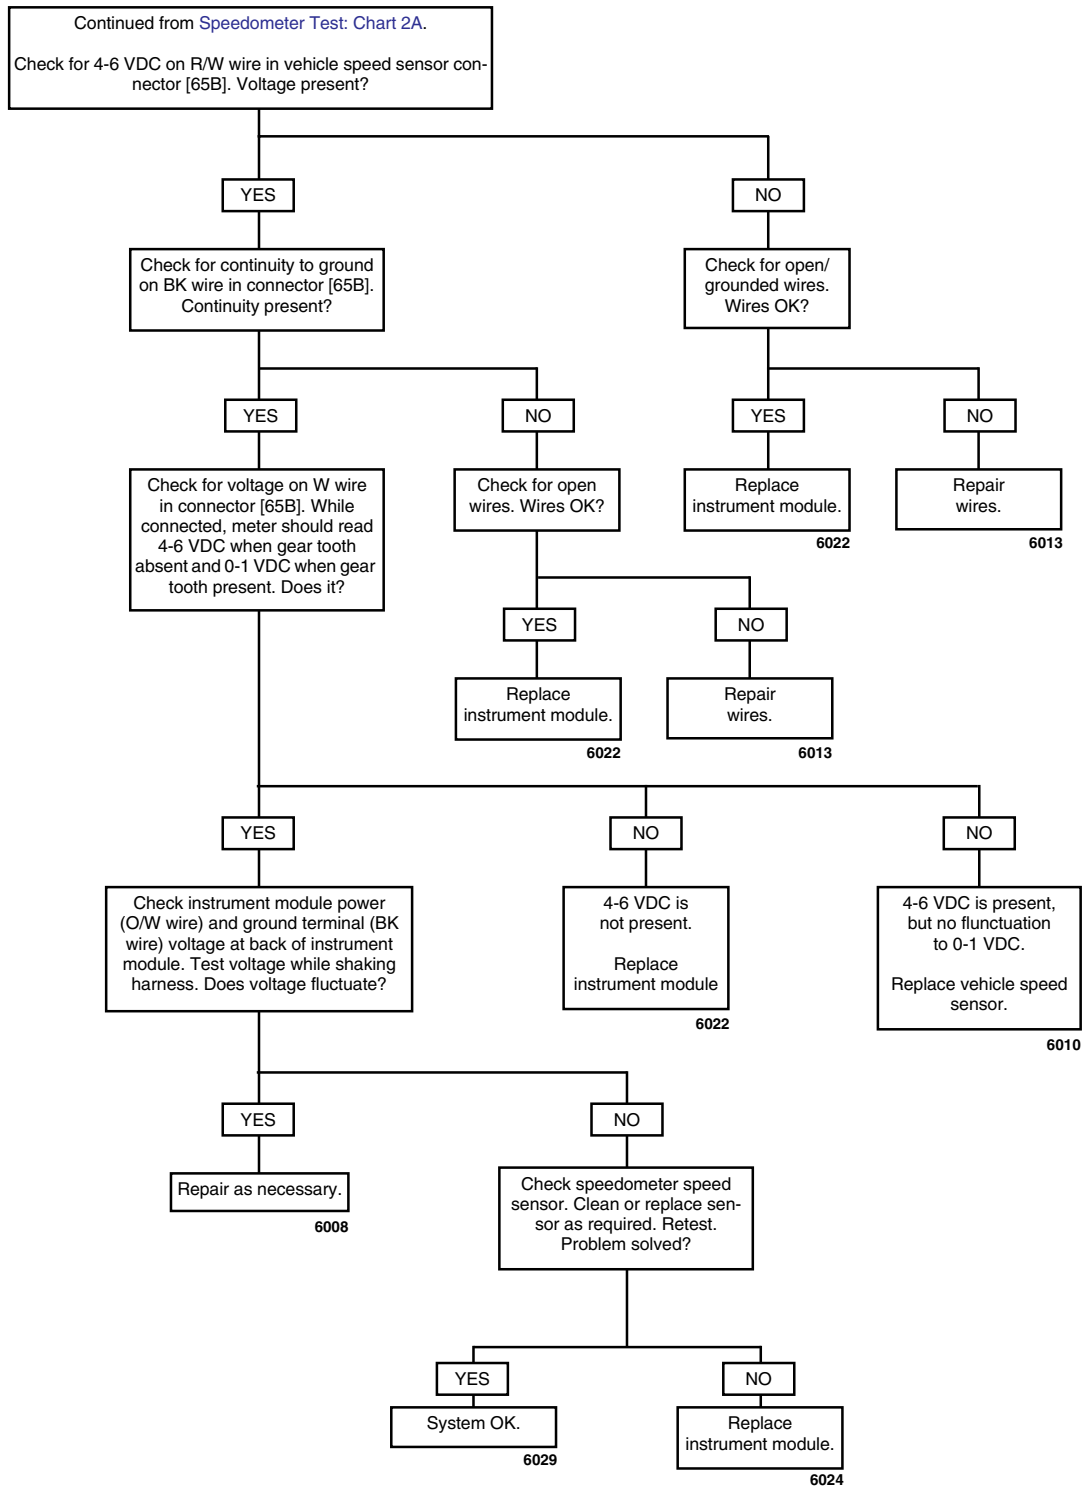 Continued from Speedometer Test: Chart 2A.
Check for 4-6 VDC on R/W wire in vehicle speed sensor con-
nector [65B]. Voltage present?
YES
NO
Check for continuity to ground
on BK wire in connector [65B].
Continuity present?
Check for open/
grounded wires.
Wires OK?
YES
NO
YES
NO
Check for voltage on W wire
in connector [65B]. While
connected, meter should read
4-6 VDC when gear tooth
absent and 0-1 VDC when gear
tooth present. Does it?
Check for open
wires. Wires OK?
Replace
instrument module.
6022
Repair
wires.
6013
YES
NO
Replace
instrument module.
6022
Repair
wires.
6013
YES
NO
NO
Check instrument module power
(O/W wire) and ground terminal (BK
wire) voltage at back of instrument
module. Test voltage while shaking
harness. Does voltage fluctuate?
4-6 VDC is
not present.
Replace
instrument module
6022
4-6 VDC is present,
but no flunctuation
to 0-1 VDC.
Replace vehicle speed
sensor.
6010
YES
NO
Repair as necessary.
6008
Check speedometer speed
sensor. Clean or replace sen-
sor as required. Retest.
Problem solved?
YES
NO
System OK.
6029
Replace
instrument module.
6024